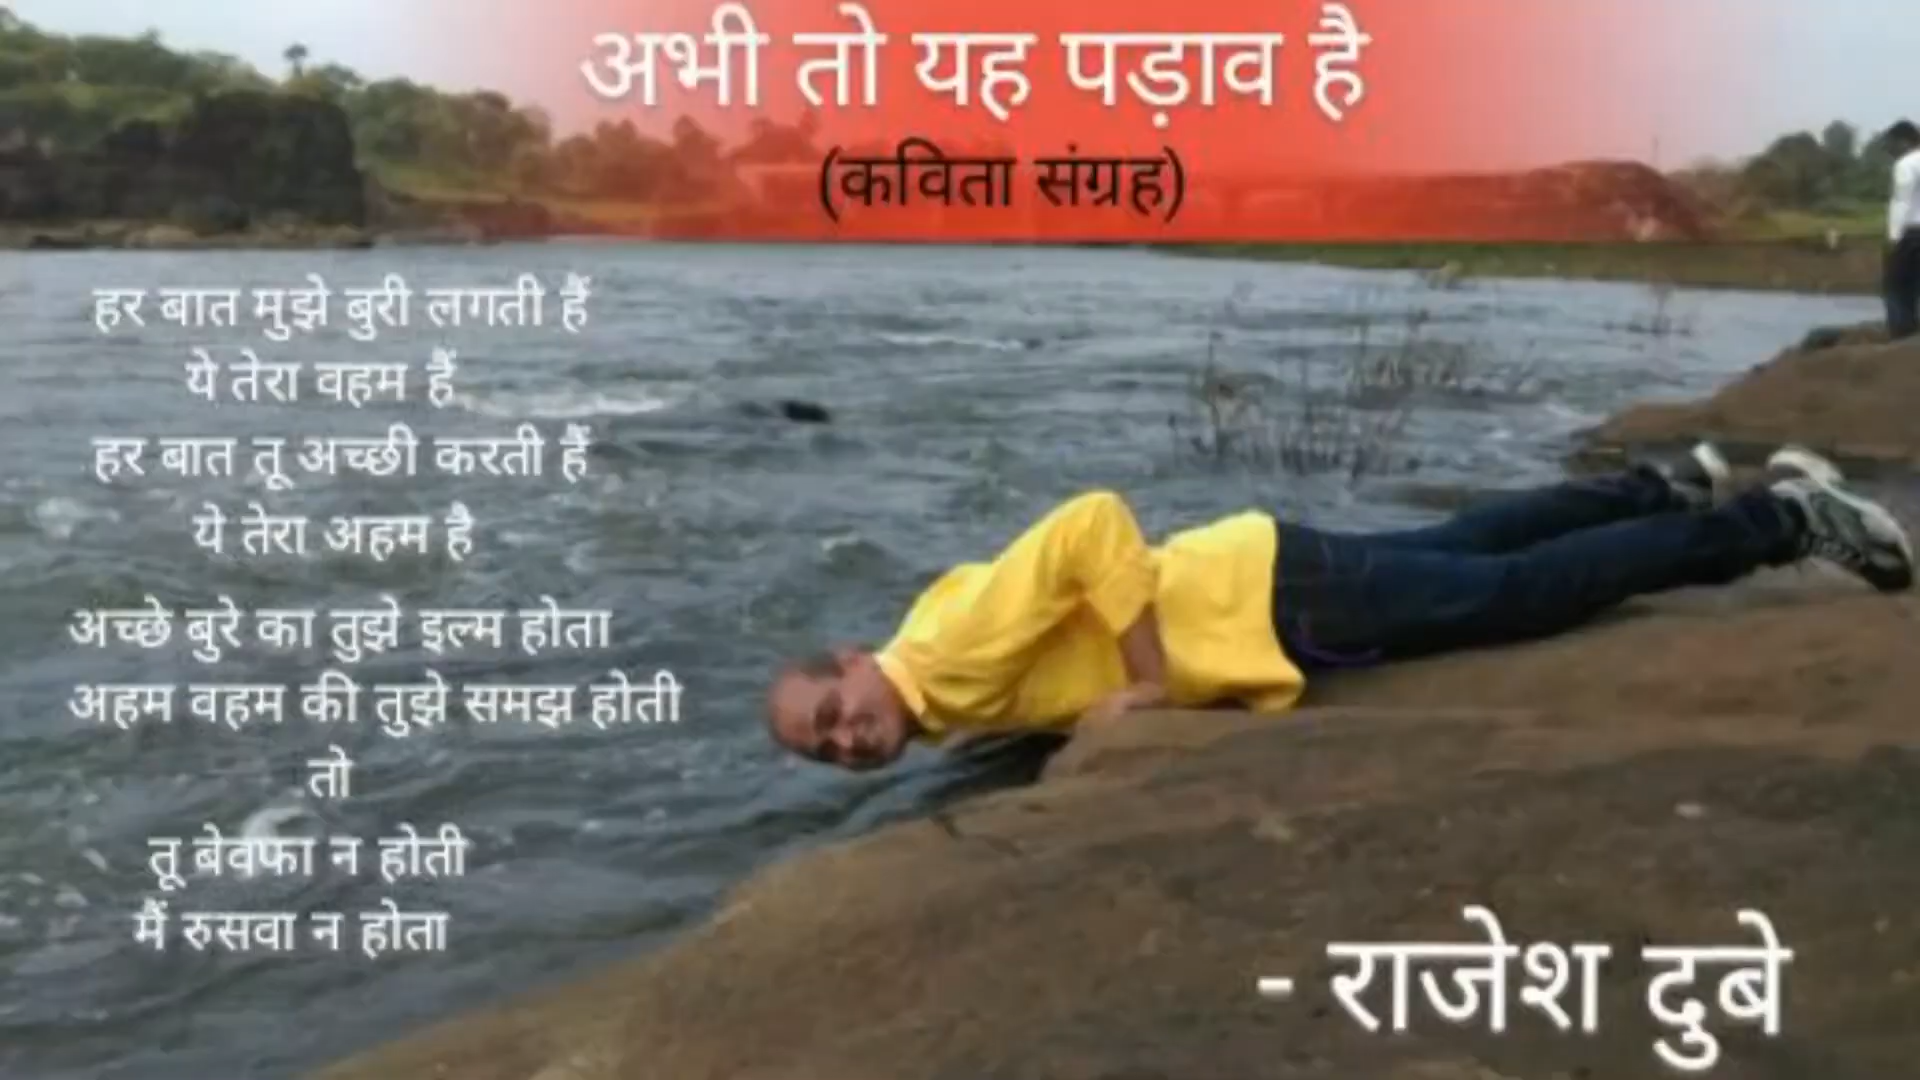 अभी तो यह पड़ाव है
(कविता संग्रह)
हर बात मुझे बुरी लगती हैं
ये तेरा वहम हैं
हर बात तू अच्छी करती हैं
ये तेरा अहम है
अच्छे बुरे का तुझे इल्म होता
अहम वहम की तुझे समझ होती
तो
तू बेवफा न होती
मैं रुसवा न होता
- राजेश दुबे